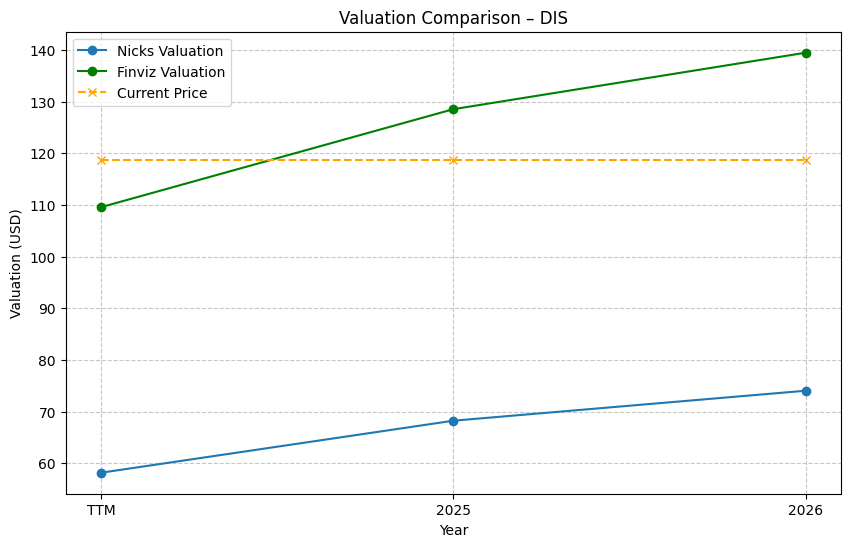 Valuation Comparison – DIS
Nicks Valuation
Finviz Valuation
Current Price
Valuation (USD)
140
130
120
110
100
90
80
70
60
TTM
2025
2026
Year